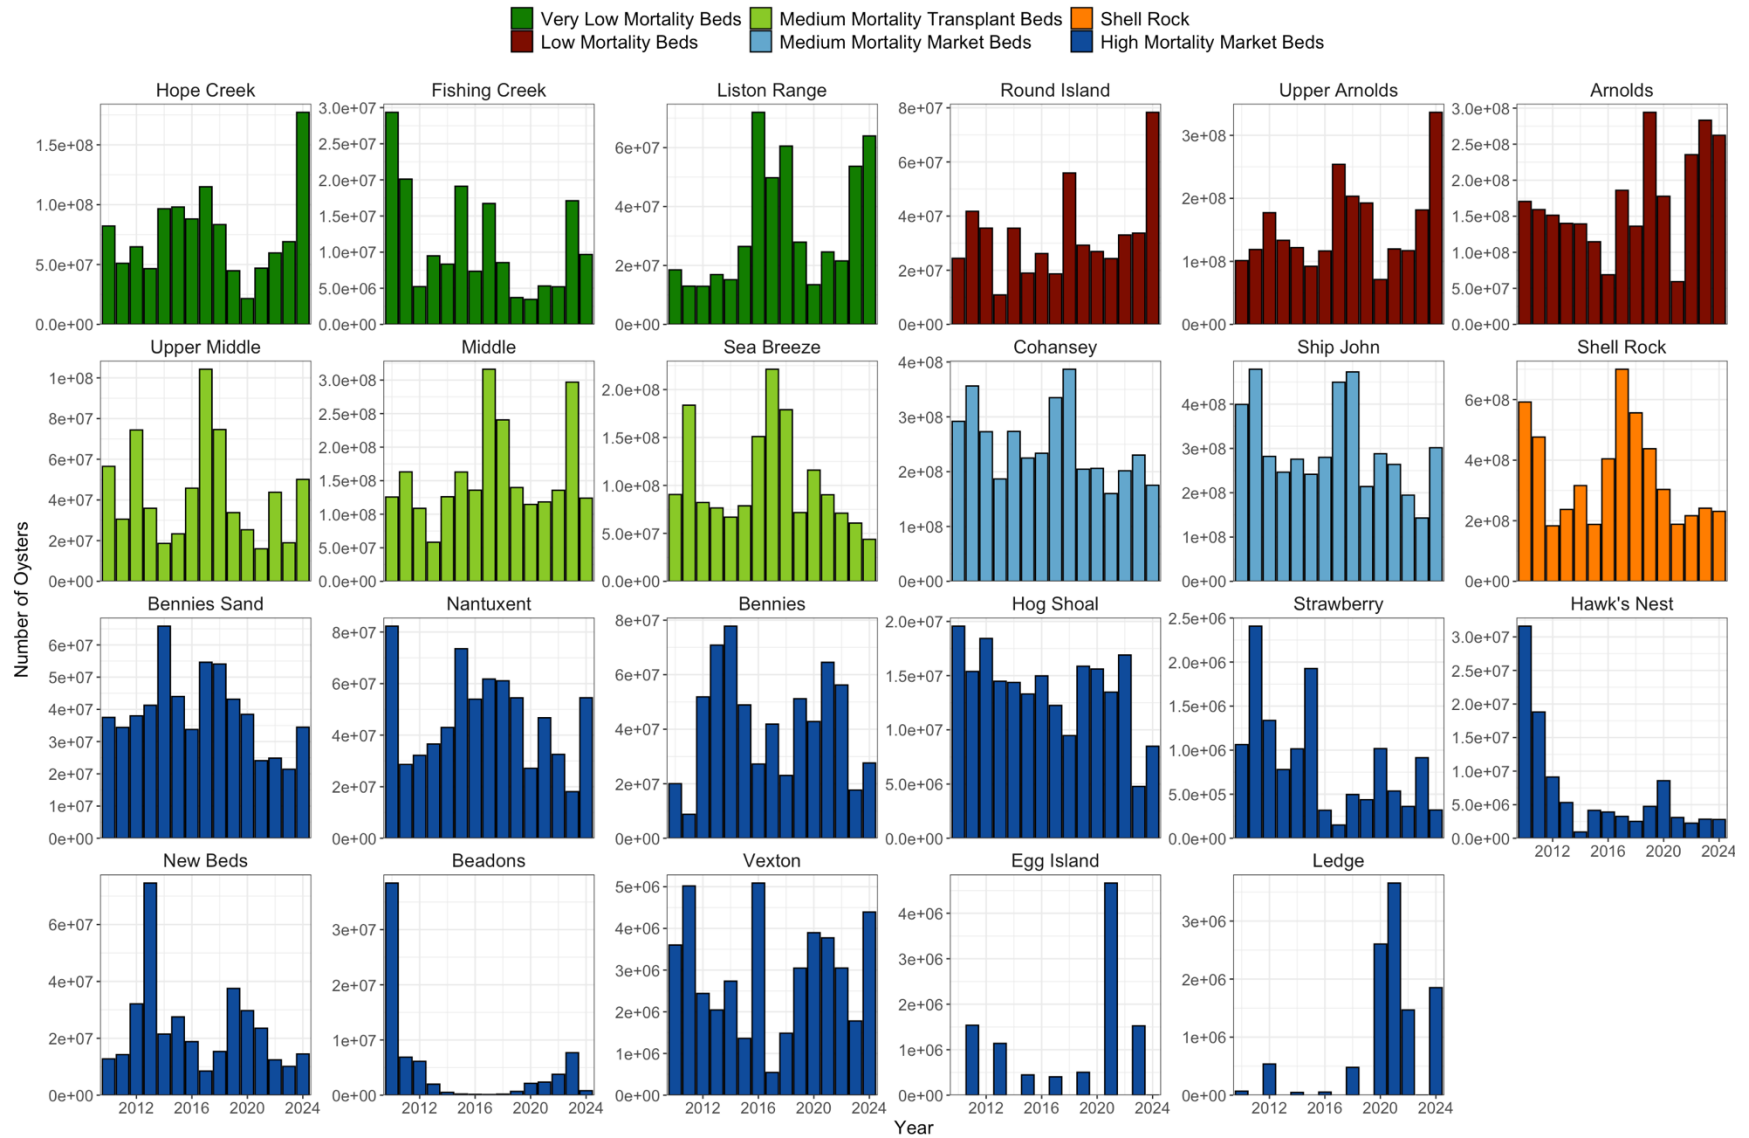 Very Low Mortality Beds Medium Mortality Transplant Beds Shell Rock
Low Mortality Beds Medium Mortality Market Beds High Mortality Market Beds
Hope Creek Fishing Creek Liston Range Round Island Upper Arnolds Arnolds
1.5e+08
1.0e+08
5.0e+07
0.0e+00
3.0e+07
2.5e+07
2.0e+07
1.5e+07
1.0e+07
5.0e+06
0.0e+00
6e+07
4e+07
2e+07
0e+00
8e+07
6e+07
4e+07
2e+07
0e+00
3e+08
2e+08
1e+08
0e+00
3.0e+08
2.5e+08
2.0e+08
1.5e+08
1.0e+08
5.0e+07
0.0e+00
Upper Middle Middle Sea Breeze Cohansey Ship John Shell Rock
1e+08
8e+07
6e+07
4e+07
2e+07
0e+00
3.0e+08
2.5e+08
2.0e+08
1.5e+08
1.0e+08
5.0e+07
0.0e+00
2.0e+08
1.5e+08
1.0e+08
5.0e+07
0.0e+00
4e+08
3e+08
2e+08
1e+08
0e+00
4e+08
3e+08
2e+08
1e+08
0e+00
6e+08
4e+08
2e+08
0e+00
Number of Oysters
Bennies Sand Nantuxent Bennies Hog Shoal Strawberry Hawk's Nest
6e+07
5e+07
4e+07
3e+07
2e+07
1e+07
0e+00
8e+07
6e+07
4e+07
2e+07
0e+00
8e+07
6e+07
4e+07
2e+07
0e+00
2.0e+07
1.5e+07
1.0e+07
5.0e+06
0.0e+00
2.5e+06
2.0e+06
1.5e+06
1.0e+06
5.0e+05
0.0e+00
3.0e+07
2.5e+07
2.0e+07
1.5e+07
1.0e+07
5.0e+06
0.0e+00
2012 2016 2020 2024
New Beds Beadons Vexton Egg Island Ledge
6e+07
4e+07
2e+07
0e+00
3e+07
2e+07
1e+07
0e+00
5e+06
4e+06
3e+06
2e+06
1e+06
0e+00
4e+06
3e+06
2e+06
1e+06
0e+00
3e+06
2e+06
1e+06
0e+00
2012 2016 2020 2024 2012 2016 2020 2024 2012 2016 2020 2024 2012 2016 2020 2024 2012 2016 2020 2024
Year